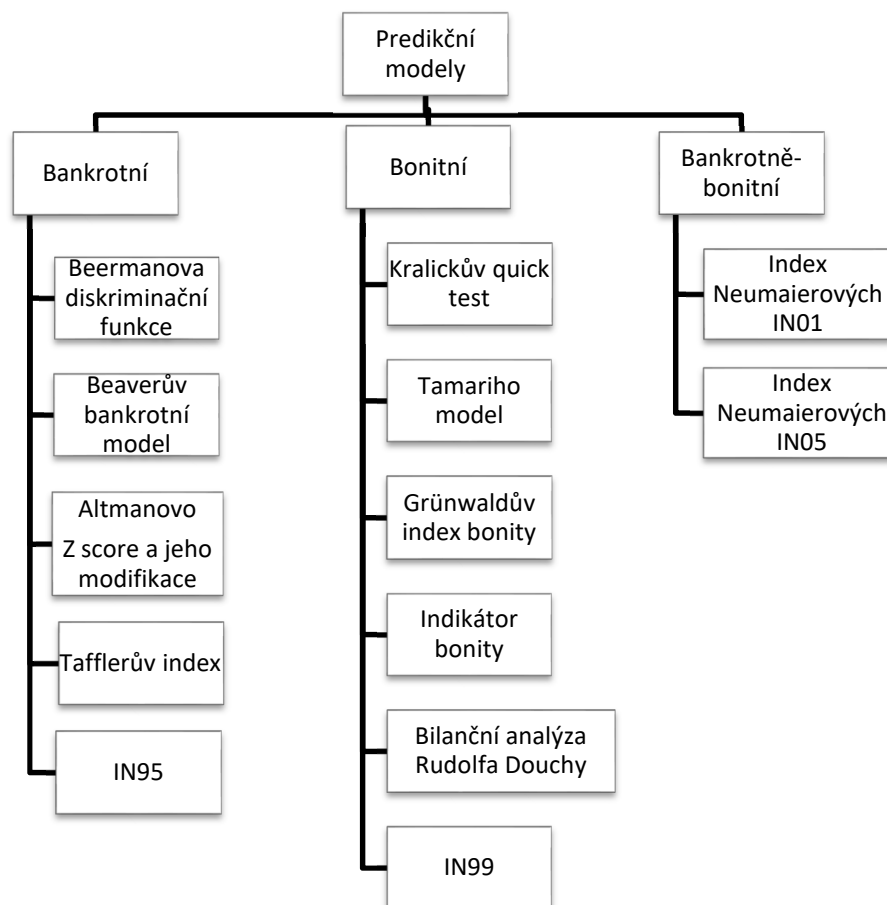 Predikční
modely
Bankrotní
Bonitní
Bankrotně-
bonitní
Beermanova
diskriminační
funkce
Beaverův
bankrotní
model
Altmanovo
Z score a jeho
modifikace
Tafflerův index
IN95
Kralickův quick
test
Tamariho
model
Grünwaldův
index bonity
Indikátor
bonity
Bilanční analýza
Rudolfa Douchy
IN99
Index
Neumaierových
IN01
Index
Neumaierových
IN05